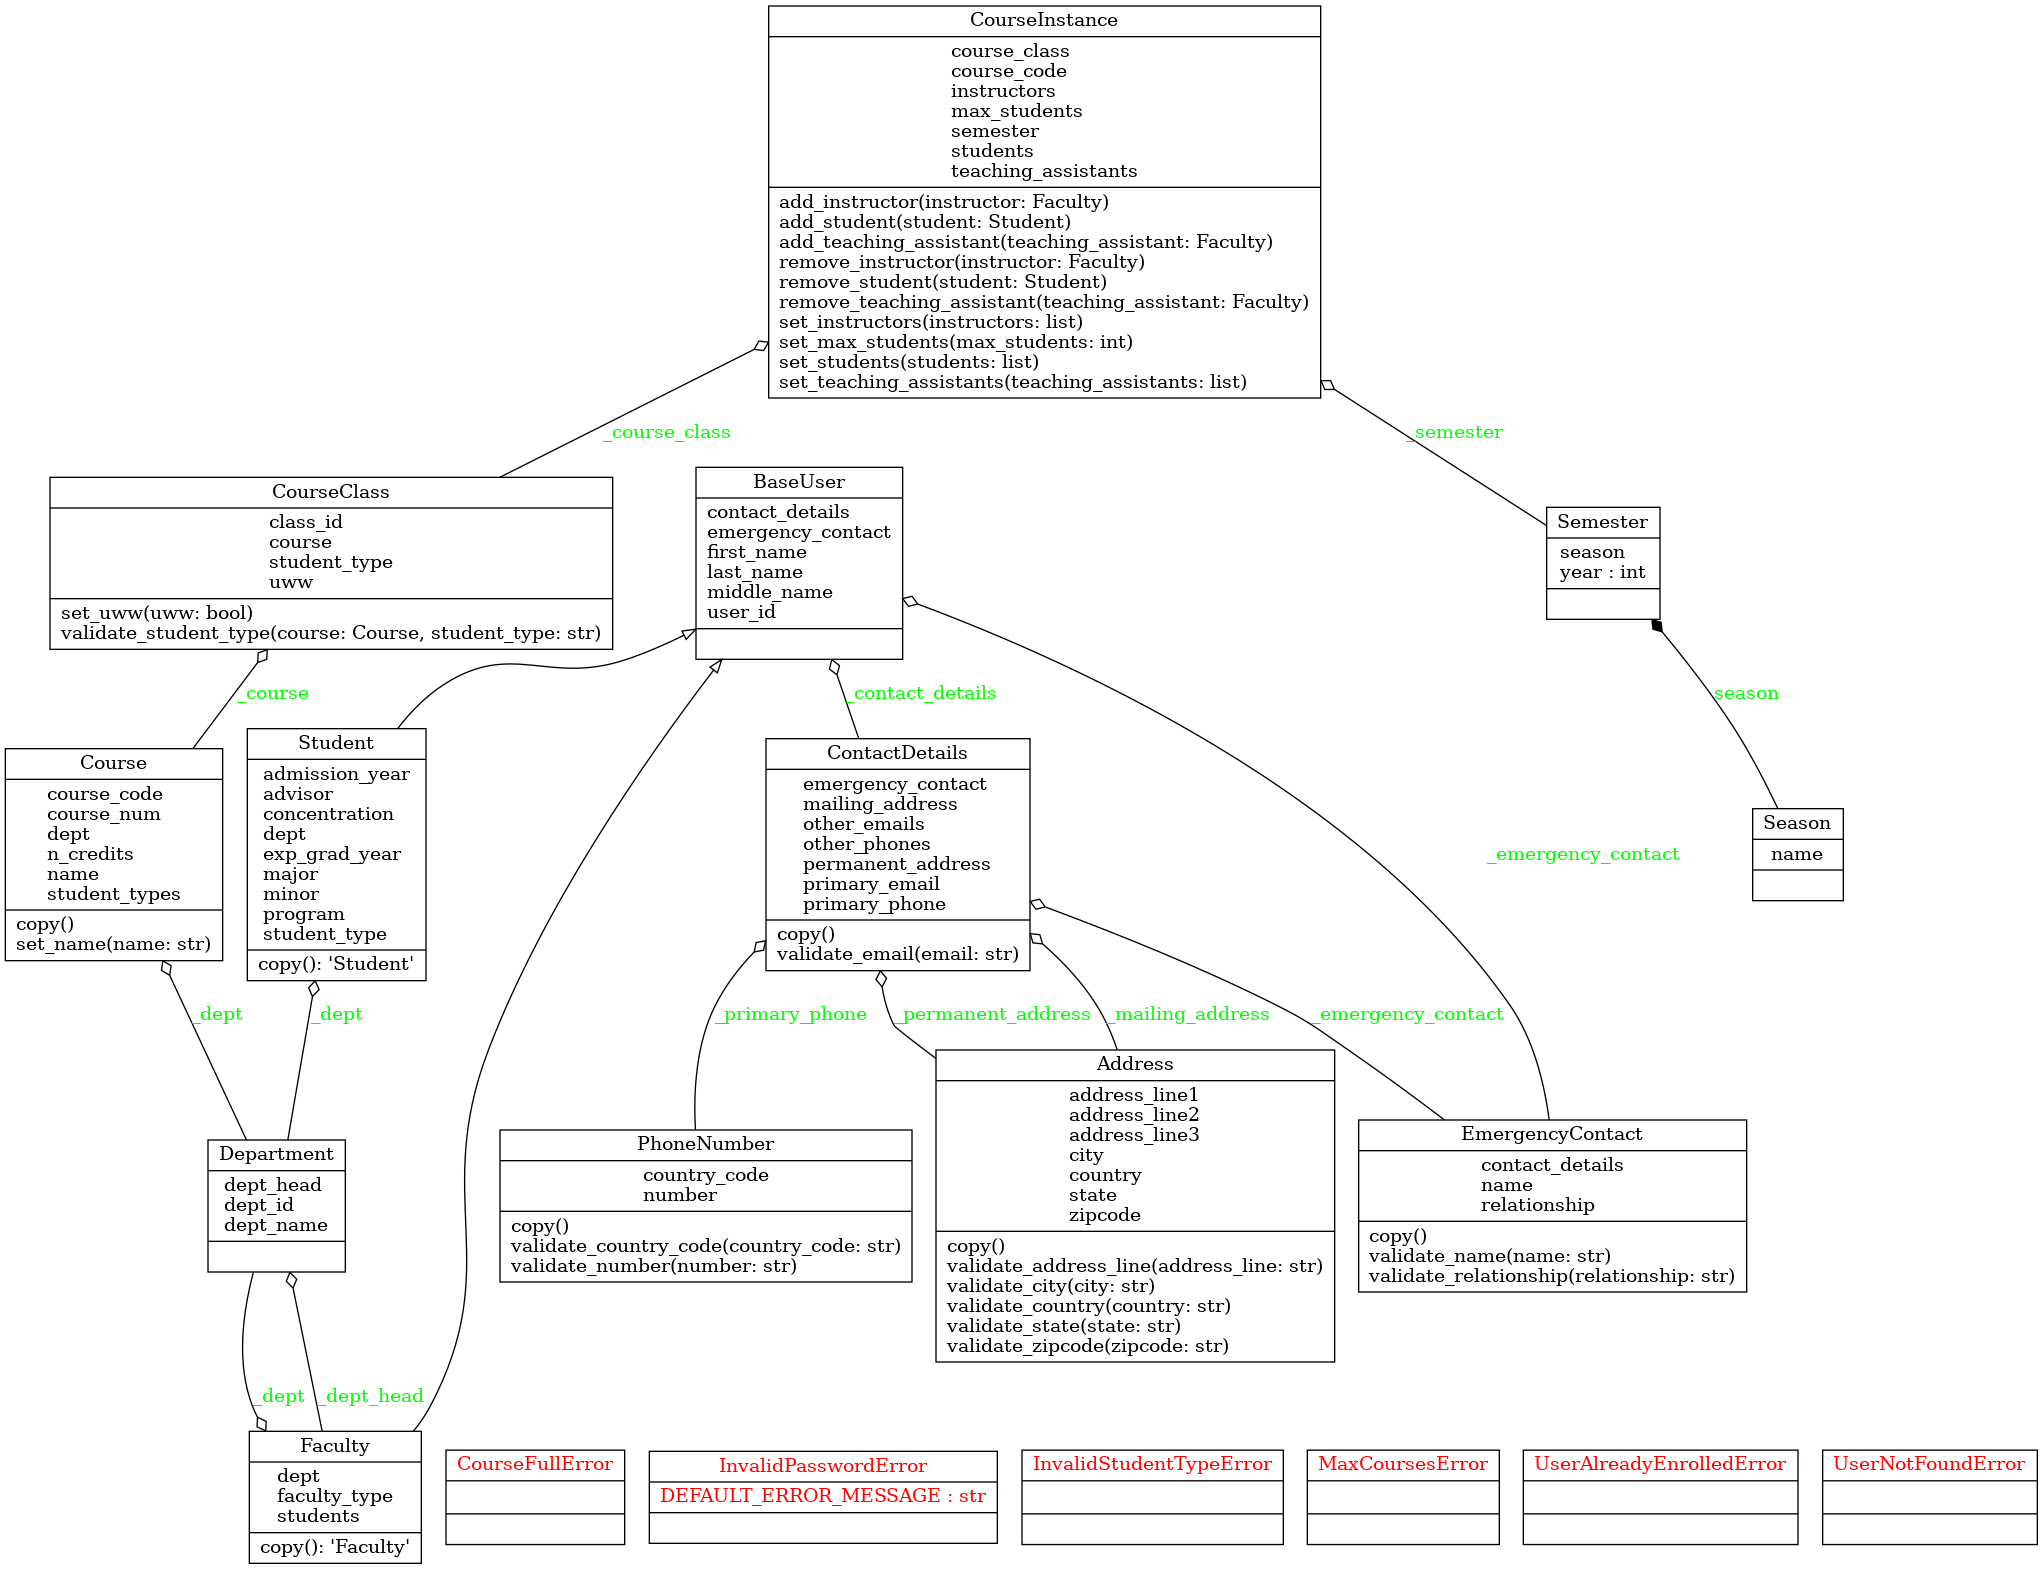 CourseInstance
course_class
course_code
instructors
max_students
semester
students
teaching_assistants
add_instructor(instructor: Faculty)
add_student(student: Student)
add_teaching_assistant(teaching_assistant: Faculty)
remove_instructor(instructor: Faculty)
remove_student(student: Student)
remove_teaching_assistant(teaching_assistant: Faculty)
set_instructors(instructors: list)
set_max_students(max_students: int)
set_students(students: list)
set_teaching_assistants(teaching_assistants: list)
_course_class
_semester
CourseClass
class_id
course
student_type
uww
set_uww(uww: bool)
validate_student_type(course: Course, student_type: str)
BaseUser
contact_details
emergency_contact
first_name
last_name
middle_name
user_id
Semester
season
year : int
_course
_contact_details
season
Course
course_code
course_num
dept
n_credits
name
student_types
copy()
set_name(name: str)
Student
admission_year
advisor
concentration
dept
exp_grad_year
major
minor
program
student_type
copy(): 'Student'
ContactDetails
emergency_contact
mailing_address
other_emails
other_phones
permanent_address
primary_email
primary_phone
copy()
validate_email(email: str)
_emergency_contact
Season
name
_dept
_dept
_primary_phone
_permanent_address
_mailing_address
_emergency_contact
Department
dept_head
dept_id
dept_name
PhoneNumber
country_code
number
copy()
validate_country_code(country_code: str)
validate_number(number: str)
Address
address_line1
address_line2
address_line3
city
country
state
zipcode
copy()
validate_address_line(address_line: str)
validate_city(city: str)
validate_country(country: str)
validate_state(state: str)
validate_zipcode(zipcode: str)
EmergencyContact
contact_details
name
relationship
copy()
validate_name(name: str)
validate_relationship(relationship: str)
_dept
_dept_head
Faculty
dept
faculty_type
students
copy(): 'Faculty'
CourseFullError
InvalidPasswordError
DEFAULT_ERROR_MESSAGE : str
InvalidStudentTypeError
MaxCoursesError
UserAlreadyEnrolledError
UserNotFoundError